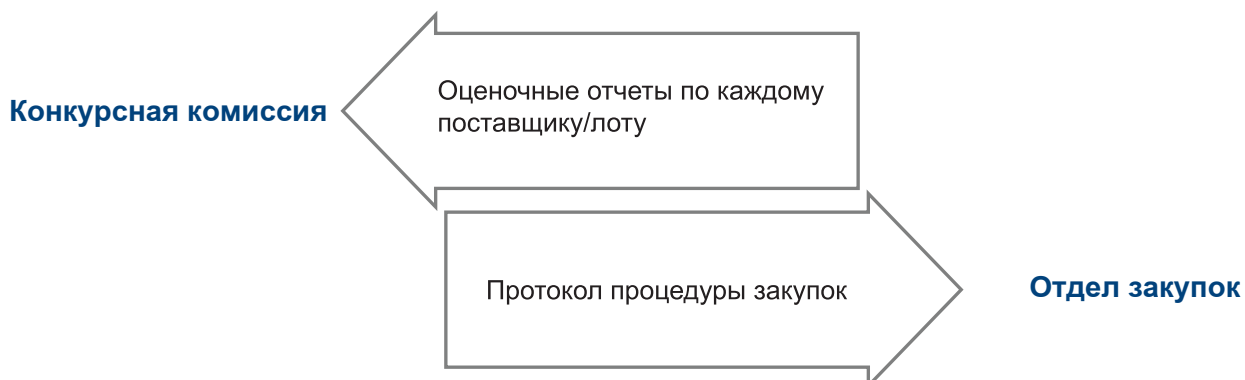 Конкурсная комиссия
Оценочные отчеты по каждому
поставщику/лоту
Протокол процедуры закупок
Отдел закупок